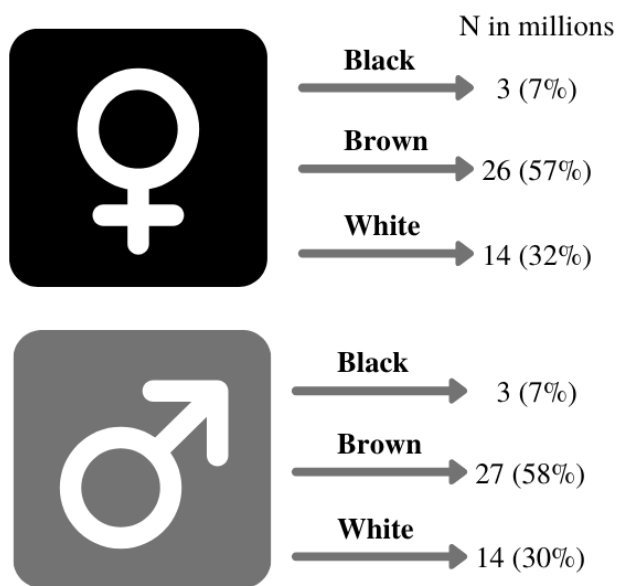 N in millions
Black
3 (7%)
Brown
26 (57%)
White
14 (32%)
Black
3 (7%)
Brown
27 (58%)
White
14 (30%)